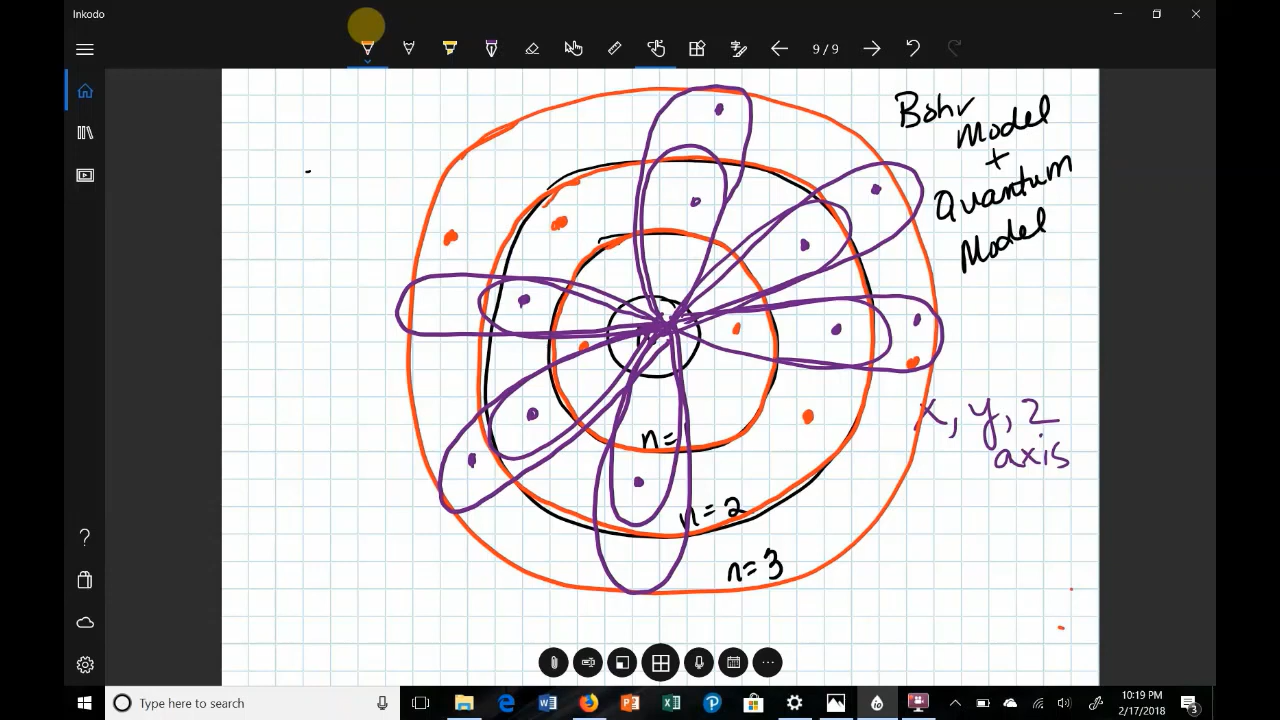 Inkodo
9 / 9
Bohr
Model
+
Quantum
Model
x, y, z
axis
n=
n=2
n=3
?
Type here to search
10:19 PM
2/17/2018
3